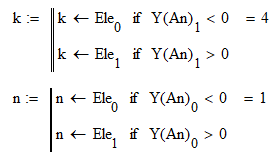 k := k ← Ele₀ if Y(An)₁ < 0 = 4
k ← Ele₁ if Y(An)₁ > 0
n := n ← Ele₀ if Y(An)₀ < 0 = 1
n ← Ele₁ if Y(An)₀ > 0